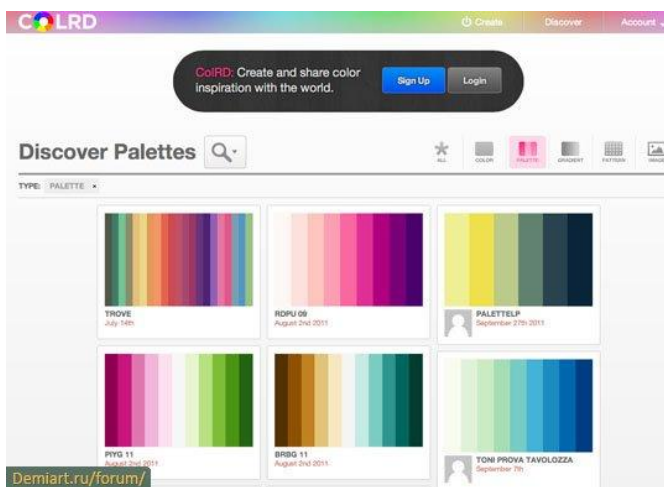 COLRD
Create
Discover
Account
ColRD: Create and share color
inspiration with the world.
Sign Up
Login
Discover Palettes
ALL
COLOR
PALETTE
GRADIENT
PATTERN
IMAGE
TYPE: PALETTE ×
TROVE
July 14th
RDPU 09
August 2nd 2011
PALETTELP
September 27th 2011
PIYG 11
August 2nd 2011
BRBG 11
August 2nd 2011
TONI PROVA TAVOLOZZA
September 7th
Demiart.ru/forum/